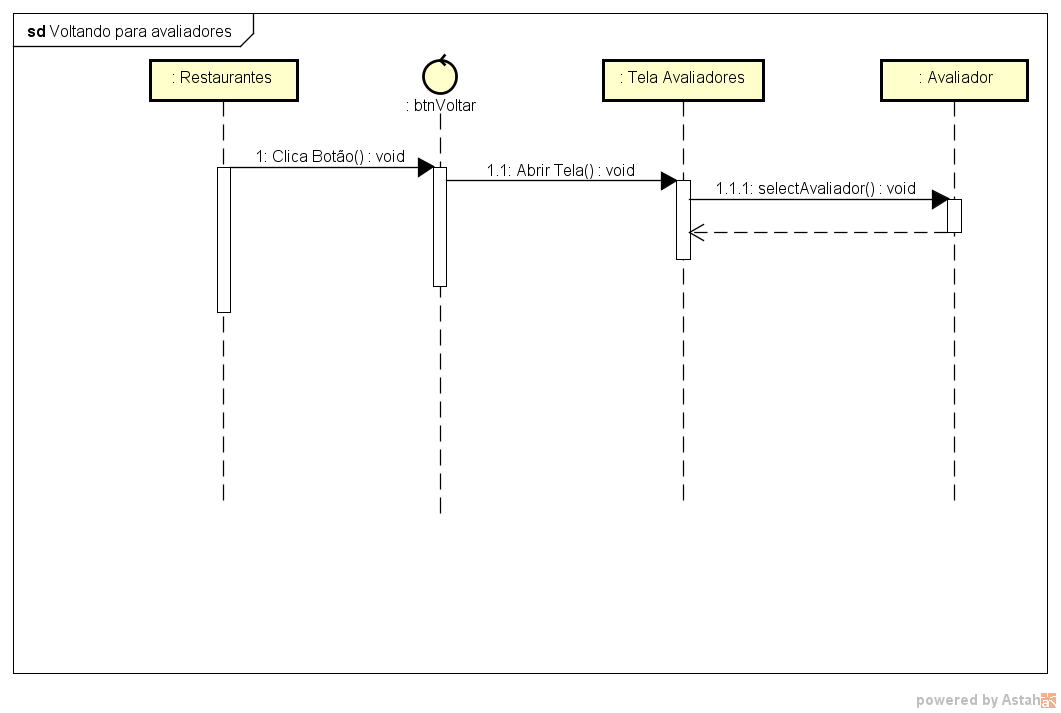 sd Voltando para avaliadores
: Restaurantes
: btnVoltar
: Tela Avaliadores
: Avaliador
1: Clica Botão() : void
1.1: Abrir Tela() : void
1.1.1: selectAvaliador() : void
powered by Astah